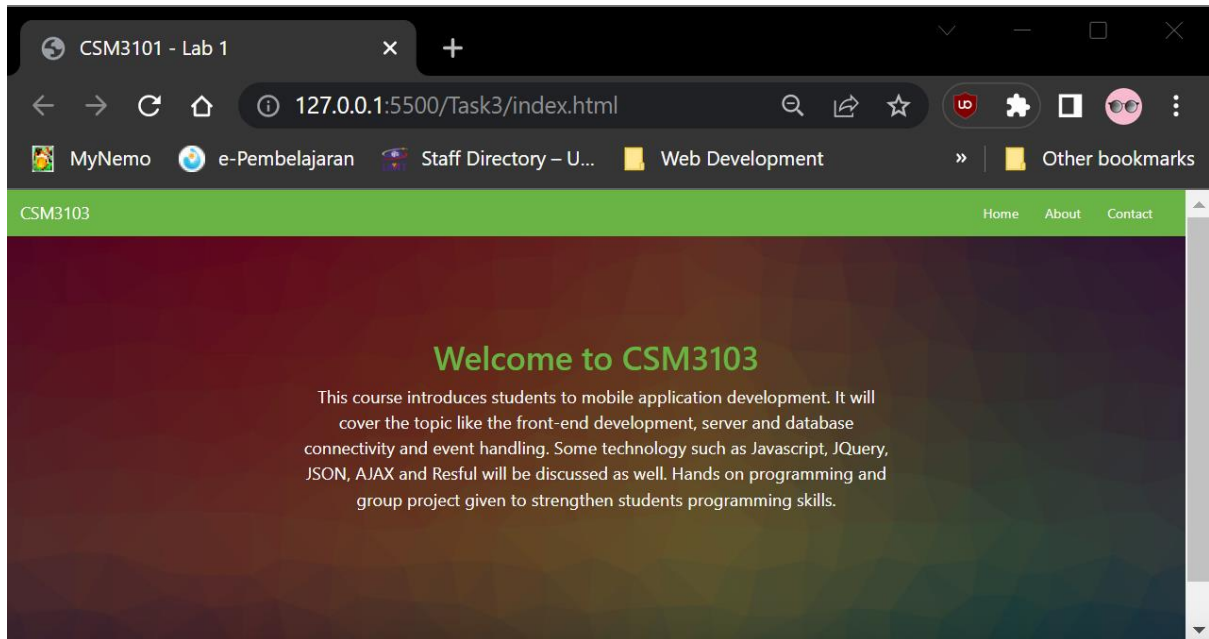 CSM3101 - Lab 1
127.0.0.1:5500/Task3/index.html
MyNemo e-Pembelajaran Staff Directory – U... Web Development » Other bookmarks
CSM3103 Home About Contact
Welcome to CSM3103
This course introduces students to mobile application development. It will
cover the topic like the front-end development, server and database
connectivity and event handling. Some technology such as Javascript, JQuery,
JSON, AJAX and Resful will be discussed as well. Hands on programming and
group project given to strengthen students programming skills.